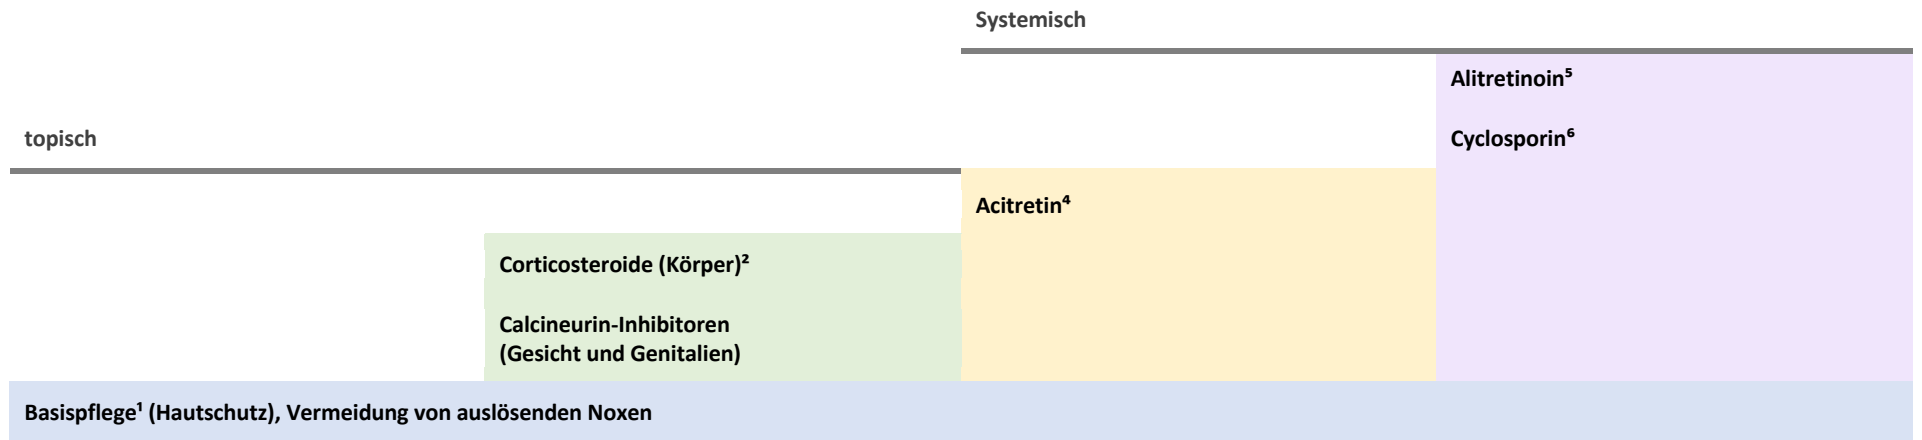 Systemisch
Alitretinoin⁵
topisch
Cyclosporin⁶
Acitretin⁴
Corticosteroide (Körper)²
Calcineurin-Inhibitoren
(Gesicht und Genitalien)
Basispflege¹ (Hautschutz), Vermeidung von auslösenden Noxen